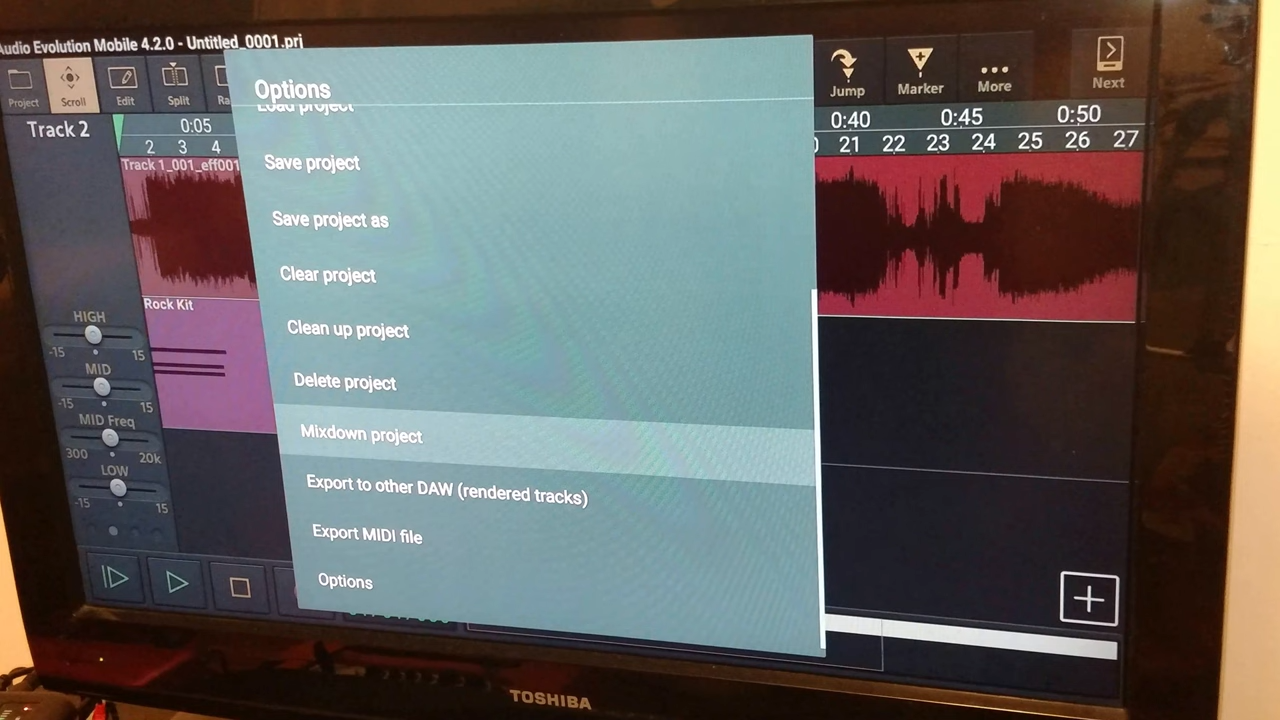 Audio Evolution Mobile 4.2.0 - Untitled_0001.prj
Project
Scroll
Edit
Split
Ra
Jump
Marker
More
Next
Options
Load project
Save project
Save project as
Clear project
Clean up project
Delete project
Mixdown project
Export to other DAW (rendered tracks)
Export MIDI file
Options
Track 2
0:05
0:40
0:45
0:50
2 3 4
21 22 23 24 25 26 27
Track 1_001_eff001
Rock Kit
HIGH
-15 15
MID
-15 15
MID Freq
300 20k
LOW
-15 15
TOSHIBA